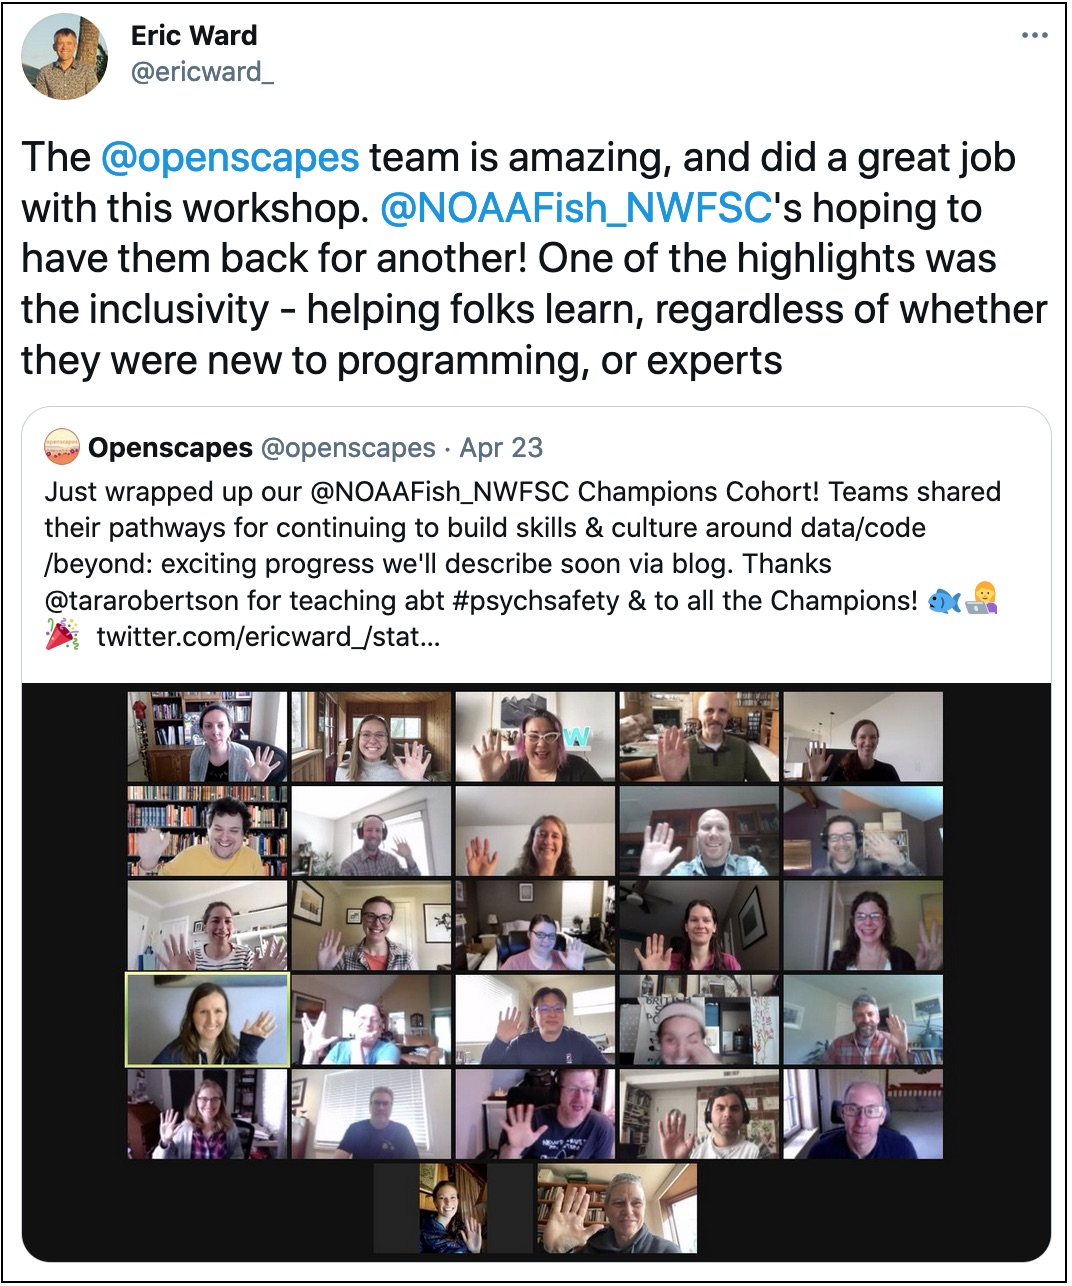 Eric Ward
@ericward_
The @openscapes team is amazing, and did a great job
with this workshop. @NOAAFish_NWFSC's hoping to
have them back for another! One of the highlights was
the inclusivity - helping folks learn, regardless of whether
they were new to programming, or experts
Openscapes @openscapes · Apr 23
Just wrapped up our @NOAAFish_NWFSC Champions Cohort! Teams shared
their pathways for continuing to build skills & culture around data/code
/beyond: exciting progress we'll describe soon via blog. Thanks
@tararobertson for teaching abt #psychsafety & to all the Champions! 🐟👩‍💻
🎉 twitter.com/ericward_/stat...
W